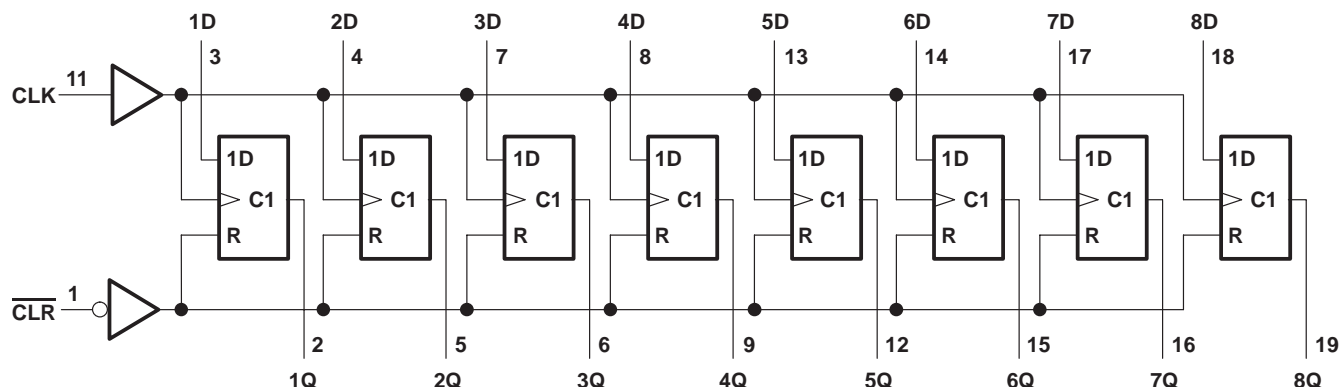 1D 2D 3D 4D 5D 6D 7D 8D
3 4 7 8 13 14 17 18
CLK 11
1D 1D 1D 1D 1D 1D 1D 1D
C1 C1 C1 C1 C1 C1 C1 C1
R R R R R R R R
CLR 1
2 5 6 9 12 15 16 19
1Q 2Q 3Q 4Q 5Q 6Q 7Q 8Q